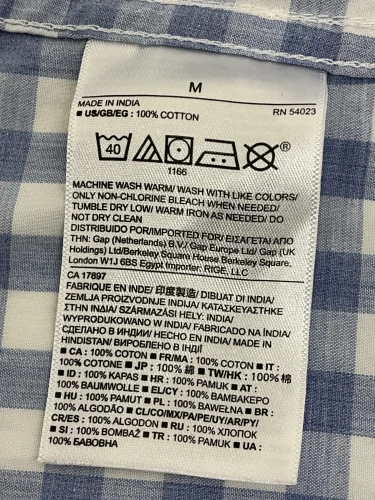 M
MADE IN INDIA RN 54023
■ US/GB/EG : 100% COTTON
40
1166
®
MACHINE WASH WARM/ WASH WITH LIKE COLORS/
ONLY NON-CHLORINE BLEACH WHEN NEEDED/
TUMBLE DRY LOW/ WARM IRON AS NEEDED/ DO
NOT DRY CLEAN
DISTRIBUIDO POR/IMPORTER/ΕΙΣΑΓΕΤΑΙ ΑΠΟ
THN: Gap (Netherlands) B.V./ Gap Europe Ltd/ Gap (UK
Holdings) Ltd/Berkeley Square House Berkeley Square,
London W1J 6BS Egypt Importer: RIGE, LLC
CA 17897
FABRIQUE EN INDE/ 印度製造/ DIBUAT DI INDIA/
ZEMLJA PROIZVODNJE INDIJA/ ΚΑΤΑΣΚΕΥΑΣΤΗΚΕ
ΣΤΗΝ ΙΝΔΙΑ/ SZÁRMAZÁSI HELY: INDIA/
WYPRODUKOWANO W INDIA/ FABRICADO NA ÍNDIA/
СДЕЛАНО В ИНДИИ/ HECHO EN INDIA/ MADE IN
HINDISTAN/ ВИРОБЛЕНО В ІНДІЇ
■ CA : 100% COTON ■ FR/MA : 100% COTON ■ IT :
100% COTONE ■ JP : 100% 綿 ■ TW/HK : 100% 棉
■ ID : 100% KAPAS ■ HR : 100% PAMUK ■ AT :
100% BAUMWOLLE ■ EL/CY : 100% ΒΑΜΒΑΚΕΡΟ
■ HU : 100% PAMUT ■ PL : 100% BAWEŁNA ■ BR :
100% ALGODÃO ■ CL/CO/MX/PA/PE/UY/AR/PY/
CR/ES : 100% ALGODON ■ RU : 100% ХЛОПОК
■ SI : 100% BOMBAŽ ■ TR : 100% PAMUK ■ UA :
100% БАВОВНА